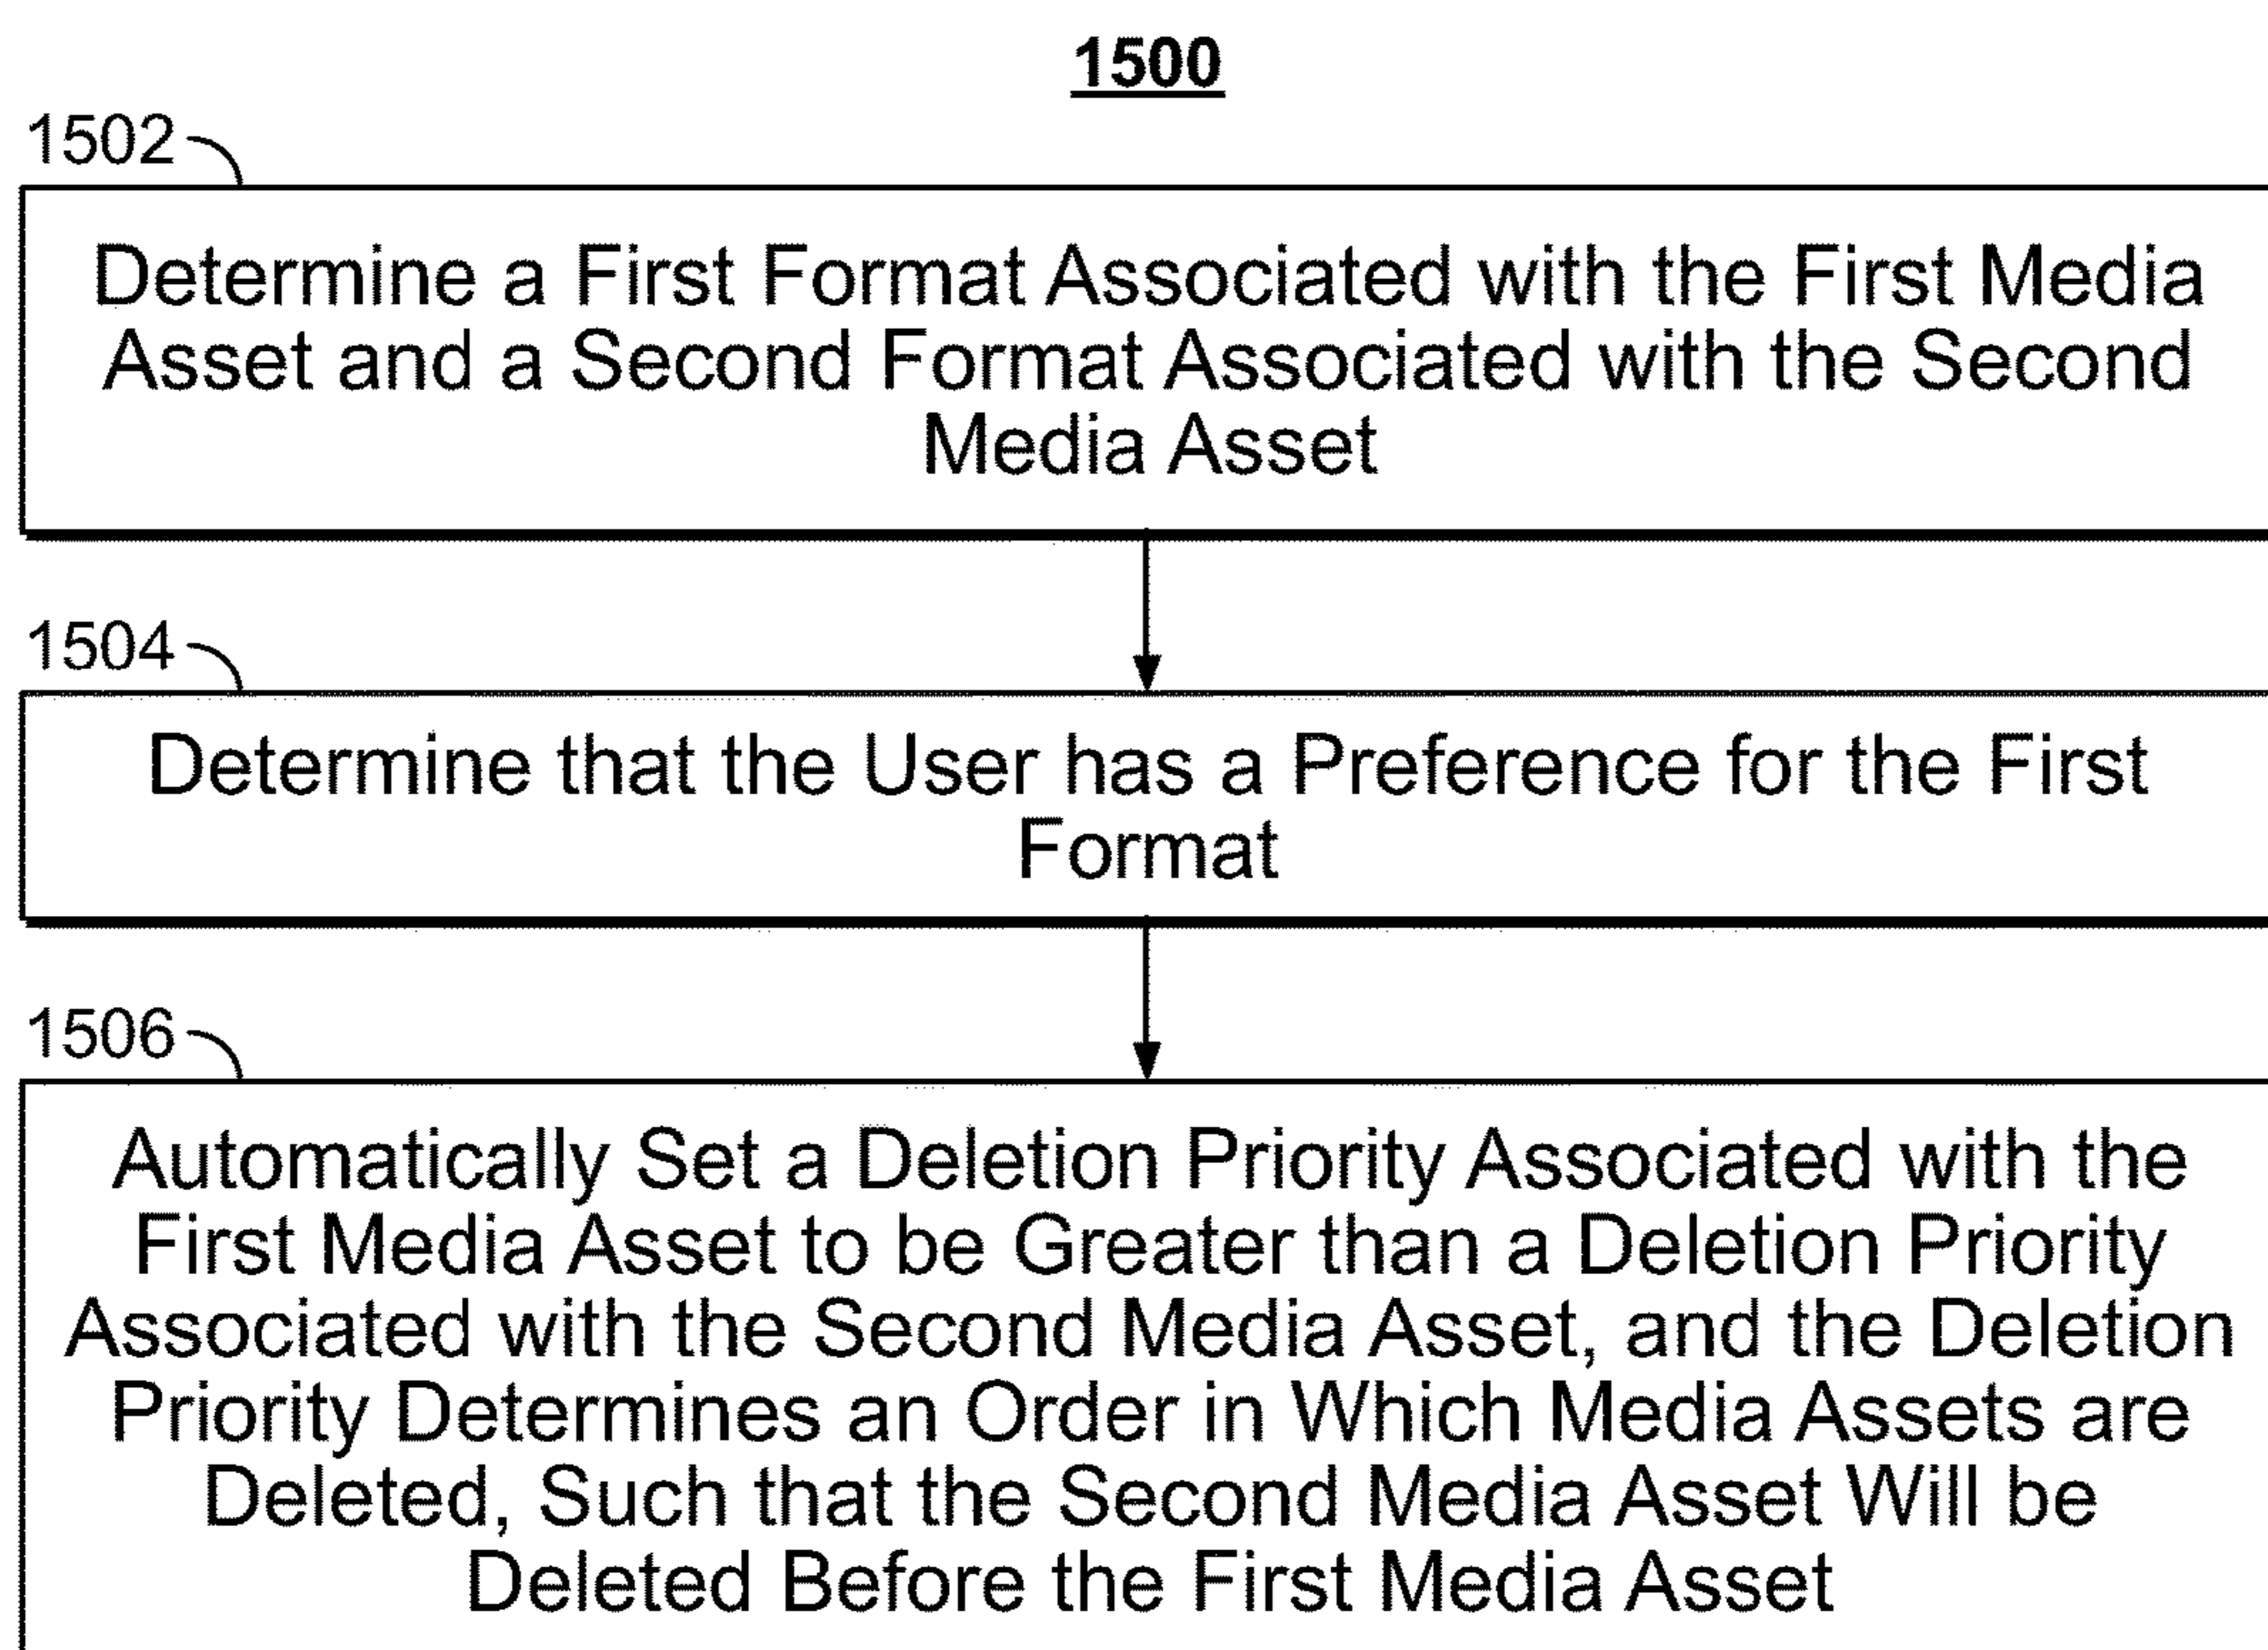 1500
1502
Determine a First Format Associated with the First Media
Asset and a Second Format Associated with the Second
Media Asset
1504
Determine that the User has a Preference for the First
Format
1506
Automatically Set a Deletion Priority Associated with the
First Media Asset to be Greater than a Deletion Priority
Associated with the Second Media Asset, and the Deletion
Priority Determines an Order in Which Media Assets are
Deleted, Such that the Second Media Asset Will be
Deleted Before the First Media Asset